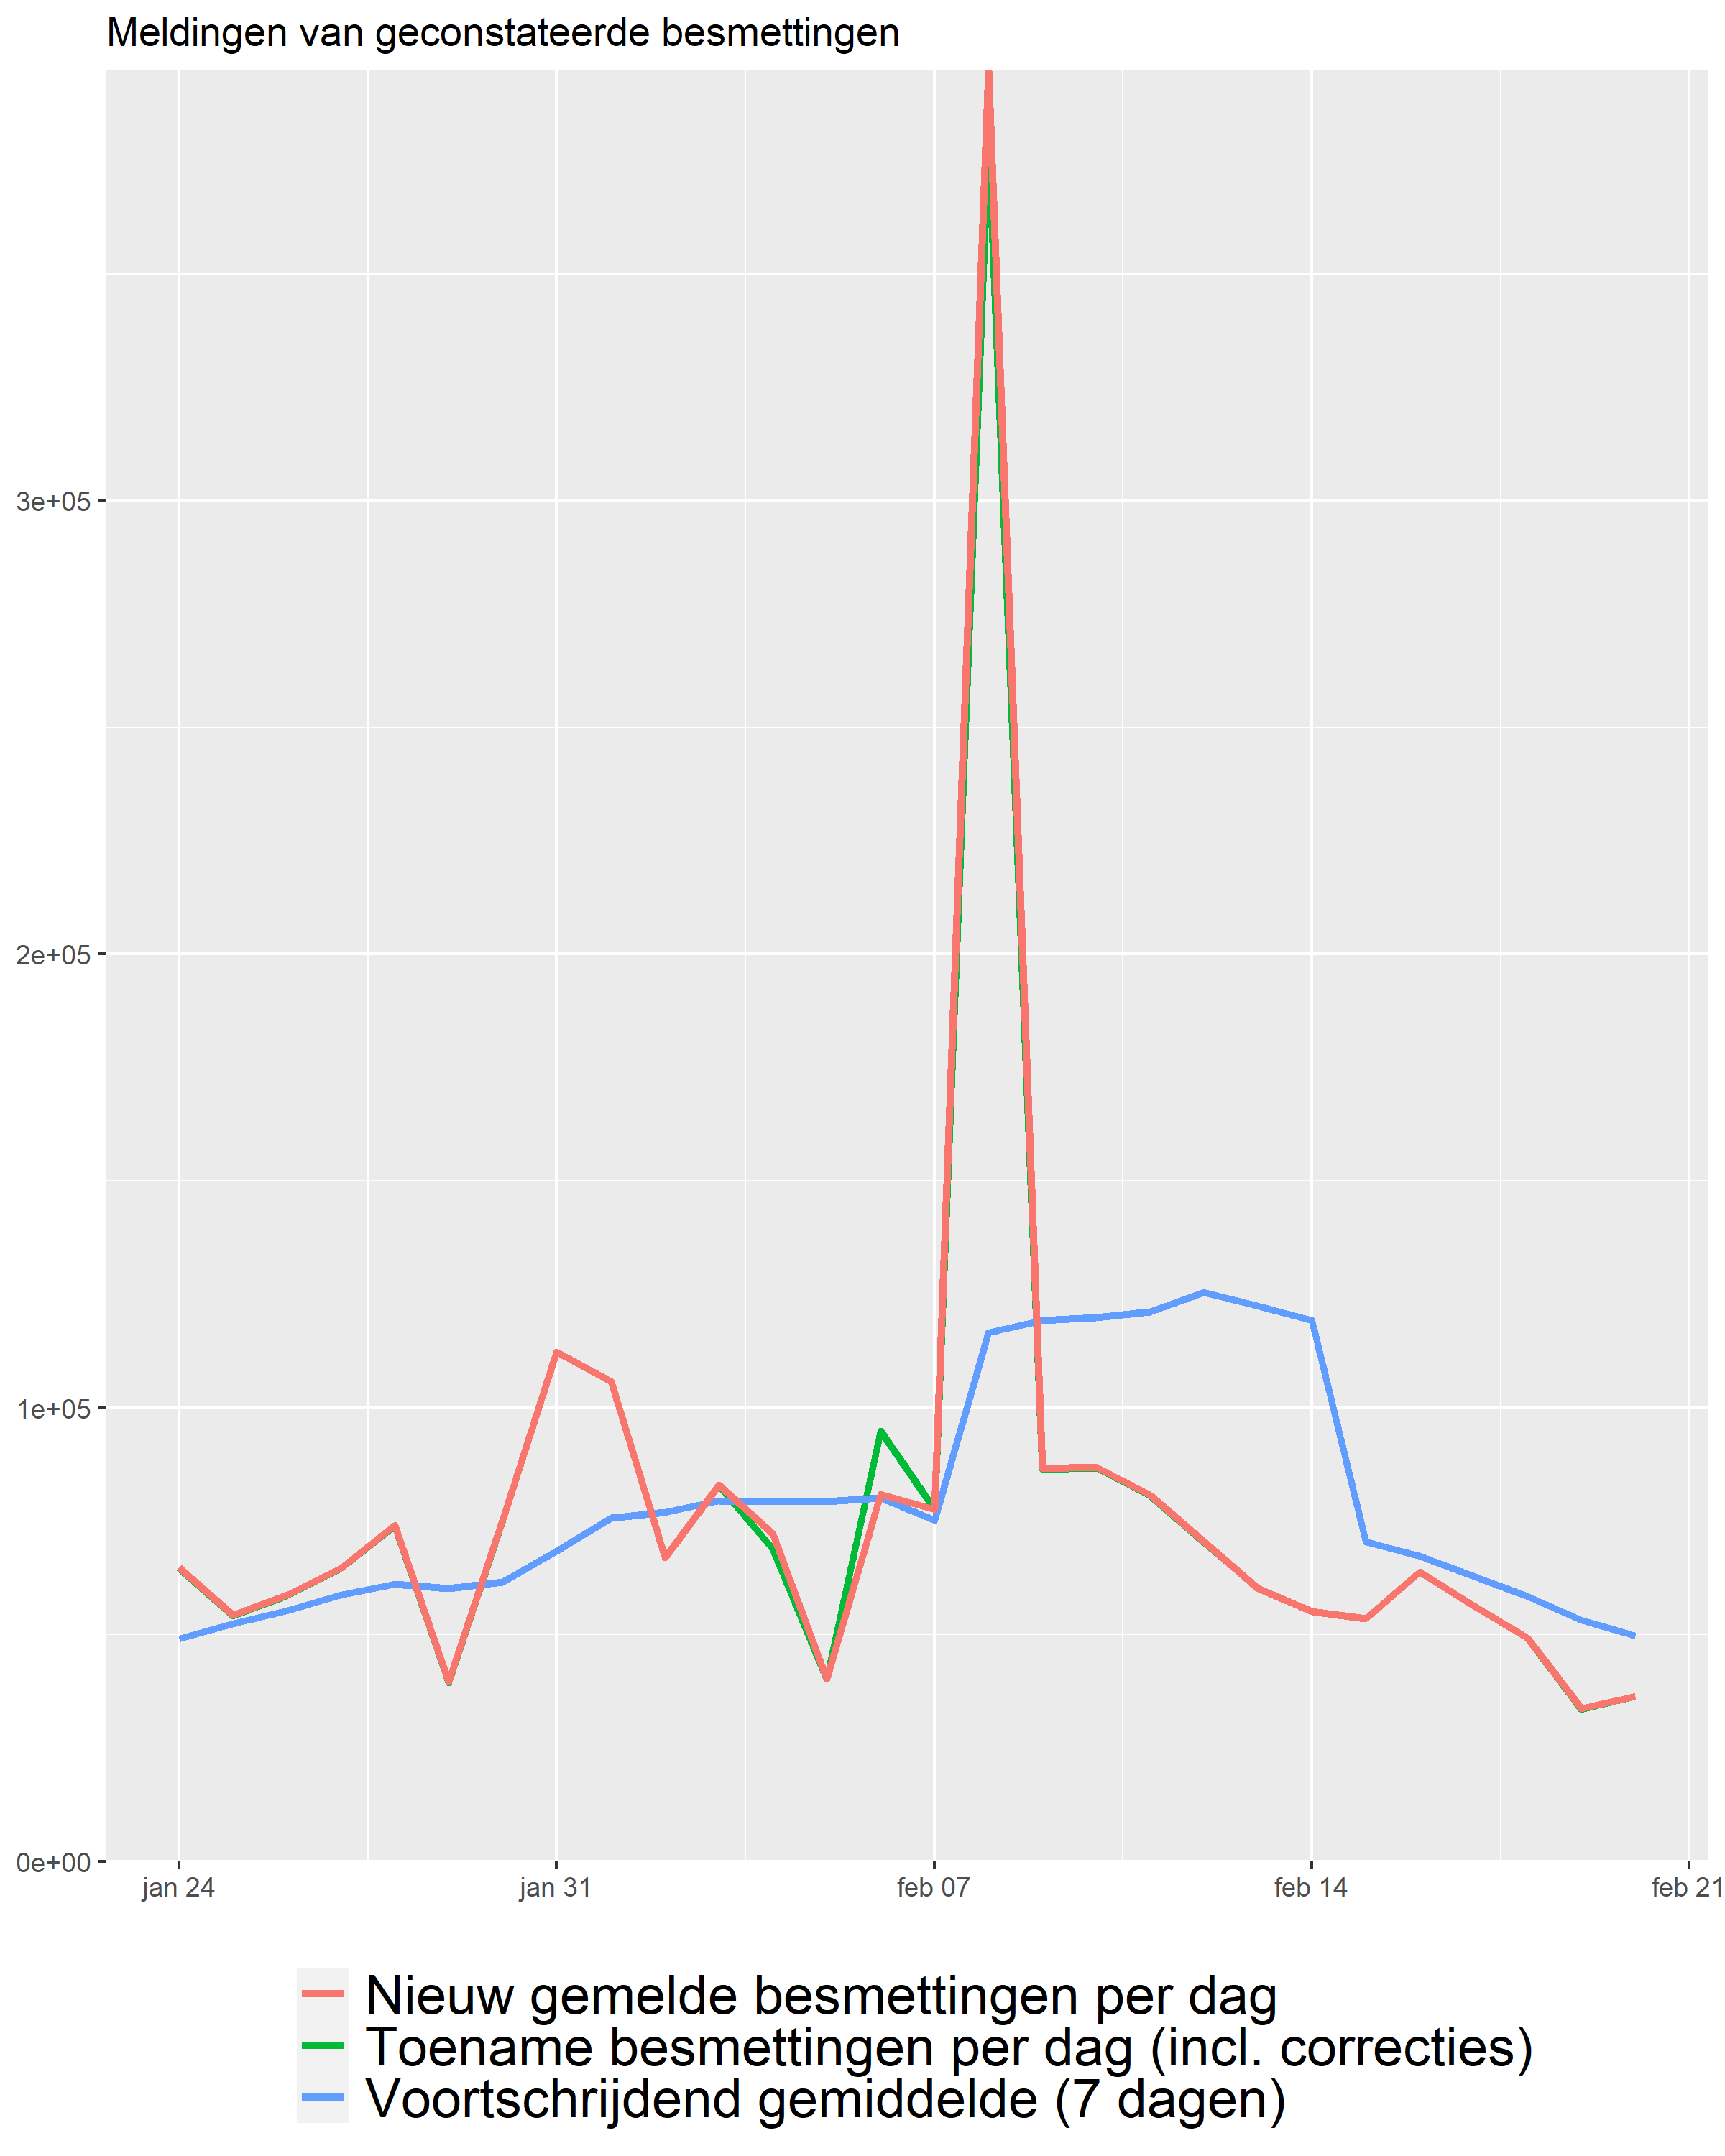 Meldingen van geconstateerde besmettingen
3e+05
2e+05
1e+05
0e+00
jan 24 jan 31 feb 07 feb 14 feb 21
Nieuw gemelde besmettingen per dag
Toename besmettingen per dag (incl. correcties)
Voortschrijdend gemiddelde (7 dagen)